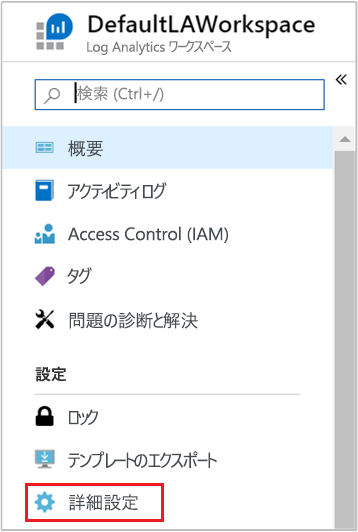 DefaultLAWorkspace
Log Analytics ワークスペース
検索 (Ctrl+/)
概要
アクティビティログ
Access Control (IAM)
タグ
問題の診断と解決
設定
ロック
テンプレートのエクスポート
詳細設定